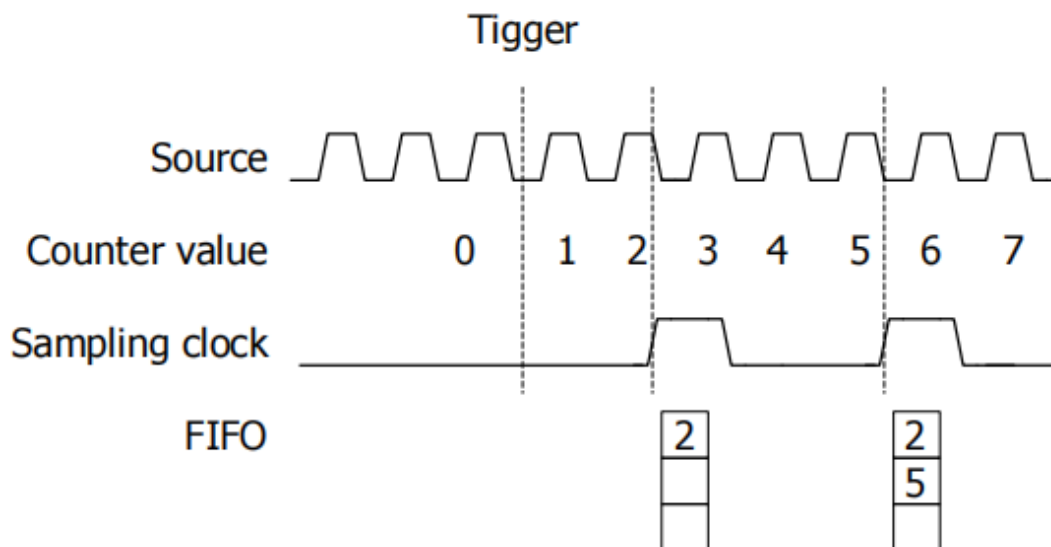 Tigger
Source
Counter value 0 1 2 3 4 5 6 7
Sampling clock
FIFO 2 2
5